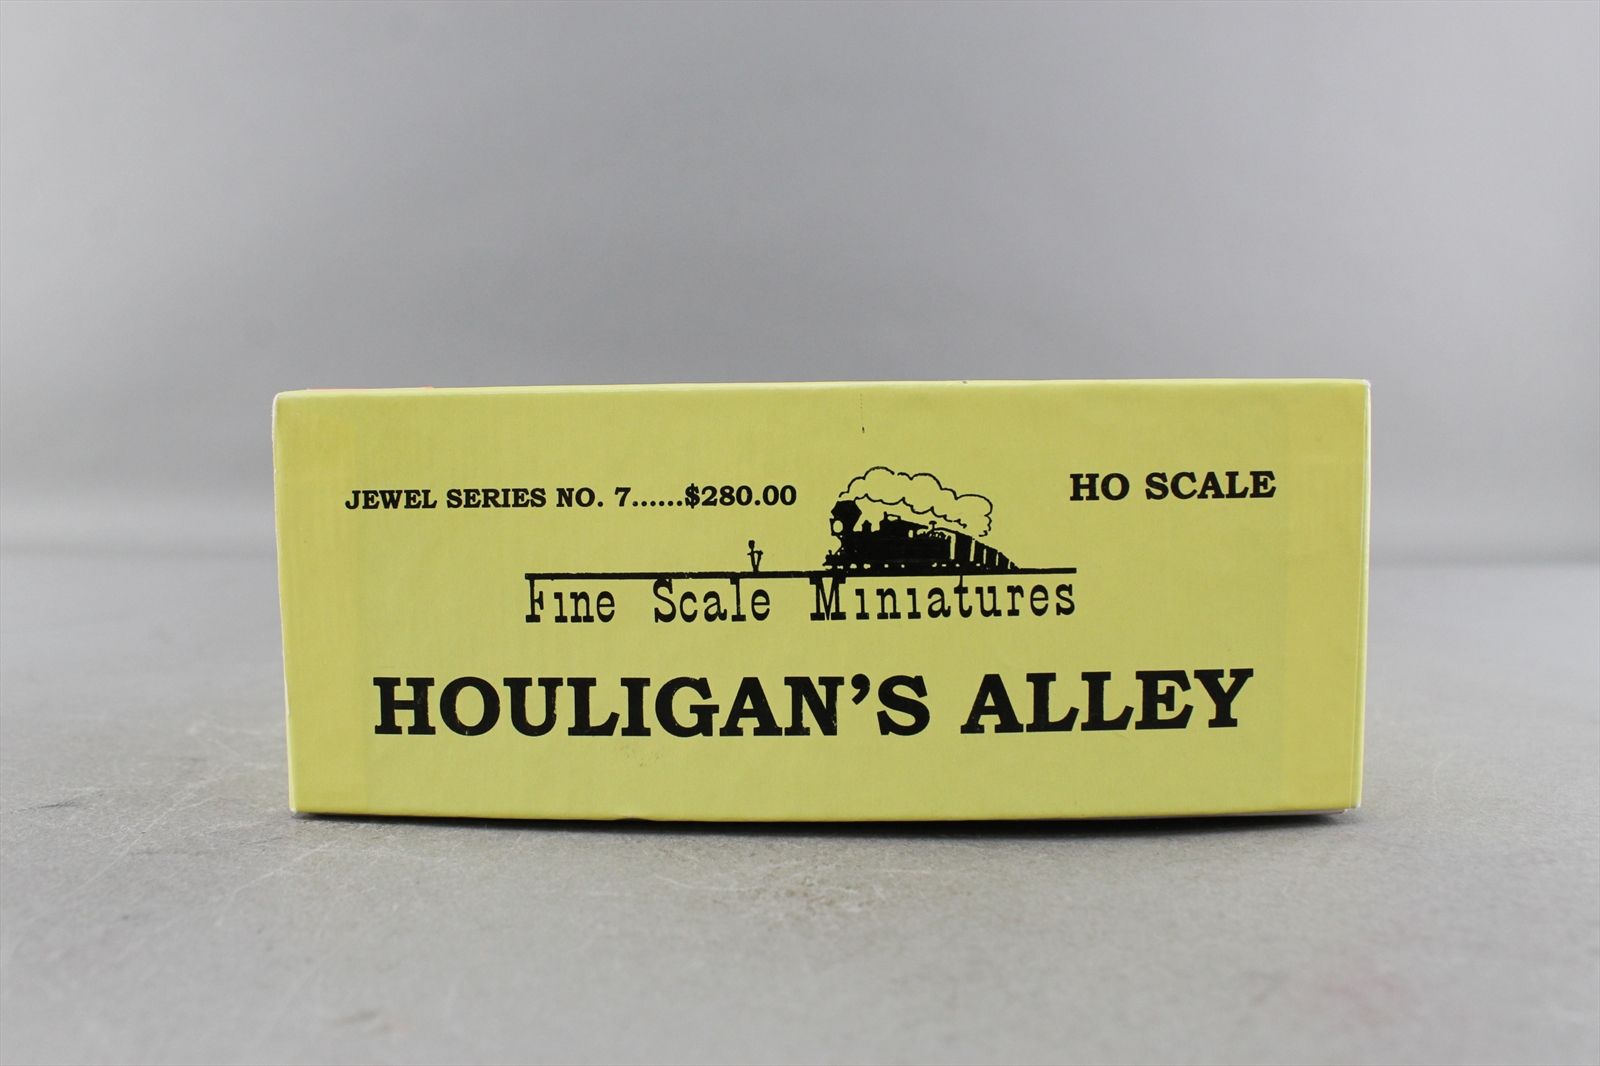 JEWEL SERIES NO. 7......$280.00
HO SCALE
Fine Scale Miniatures
HOULIGAN'S ALLEY